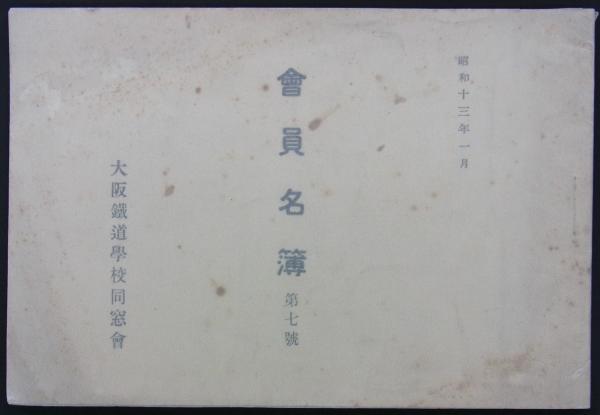 昭和十三年一月
會員名簿 第七號
大阪鐵道學校同窓會